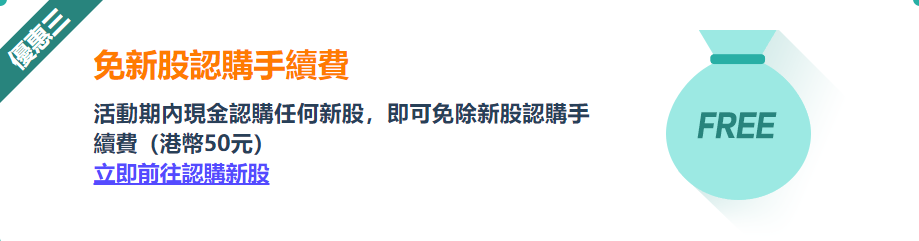 優惠三
免新股認購手續費
活動期內現金認購任何新股，即可免除新股認購手
續費（港幣50元）
立即前往認購新股
FREE